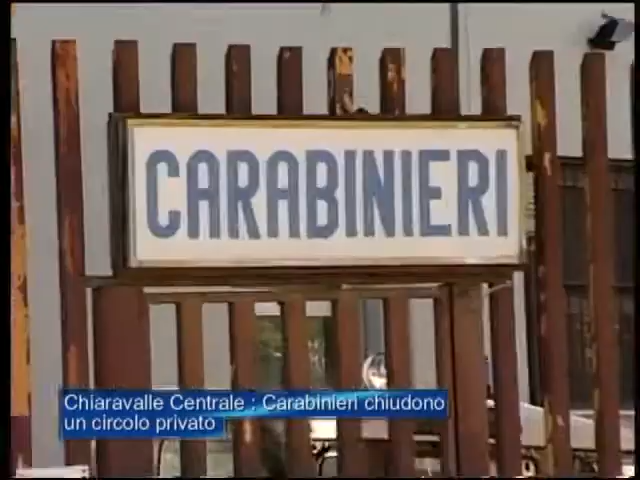 CARABINIERI
Chiaravalle Centrale : Carabinieri chiudono
un circolo privato